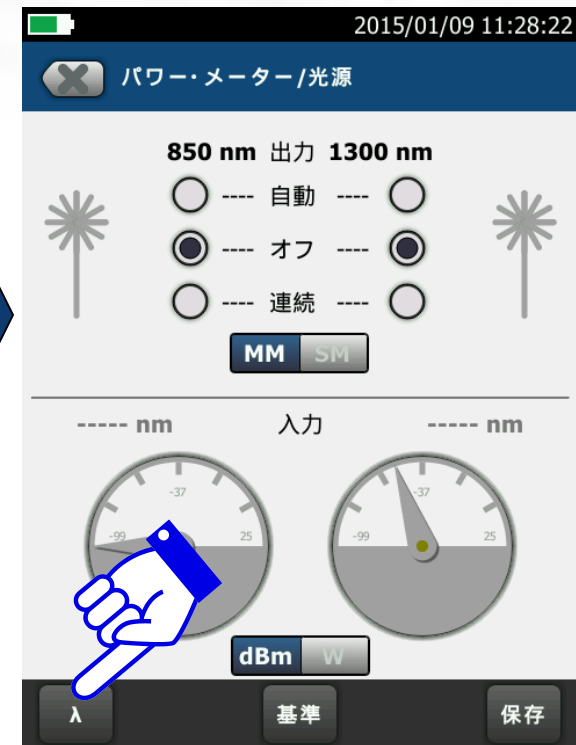 2015/01/09 11:28:22
パワー・メーター/光源
850 nm 出力 1300 nm
---- 自動 ----
---- オフ ----
---- 連続 ----
MM SM
----- nm 入力 ----- nm
-37 -37
-99 25 -99 25
dBm W
λ 基準 保存